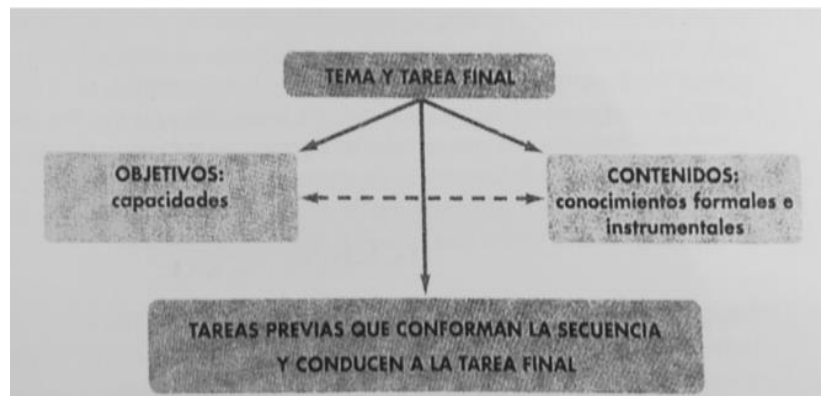 TEMA Y TAREA FINAL
OBJETIVOS:
capacidades
CONTENIDOS:
conocimientos formales e
instrumentales
TAREAS PREVIAS QUE CONFORMAN LA SECUENCIA
Y CONDUCEN A LA TAREA FINAL